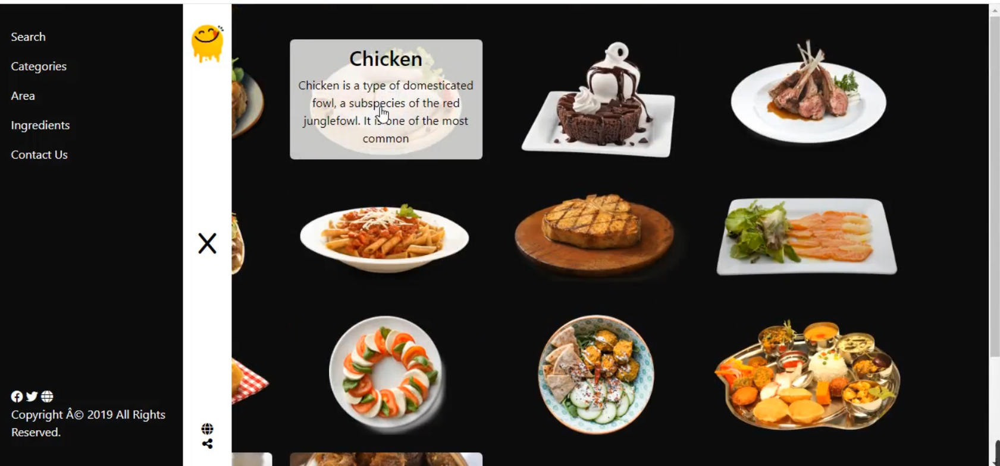 Search
Categories
Area
Ingredients
Contact Us
Copyright Â© 2019 All Rights
Reserved.
Chicken
Chicken is a type of domesticated
fowl, a subspecies of the red
junglefowl. It is one of the most
common